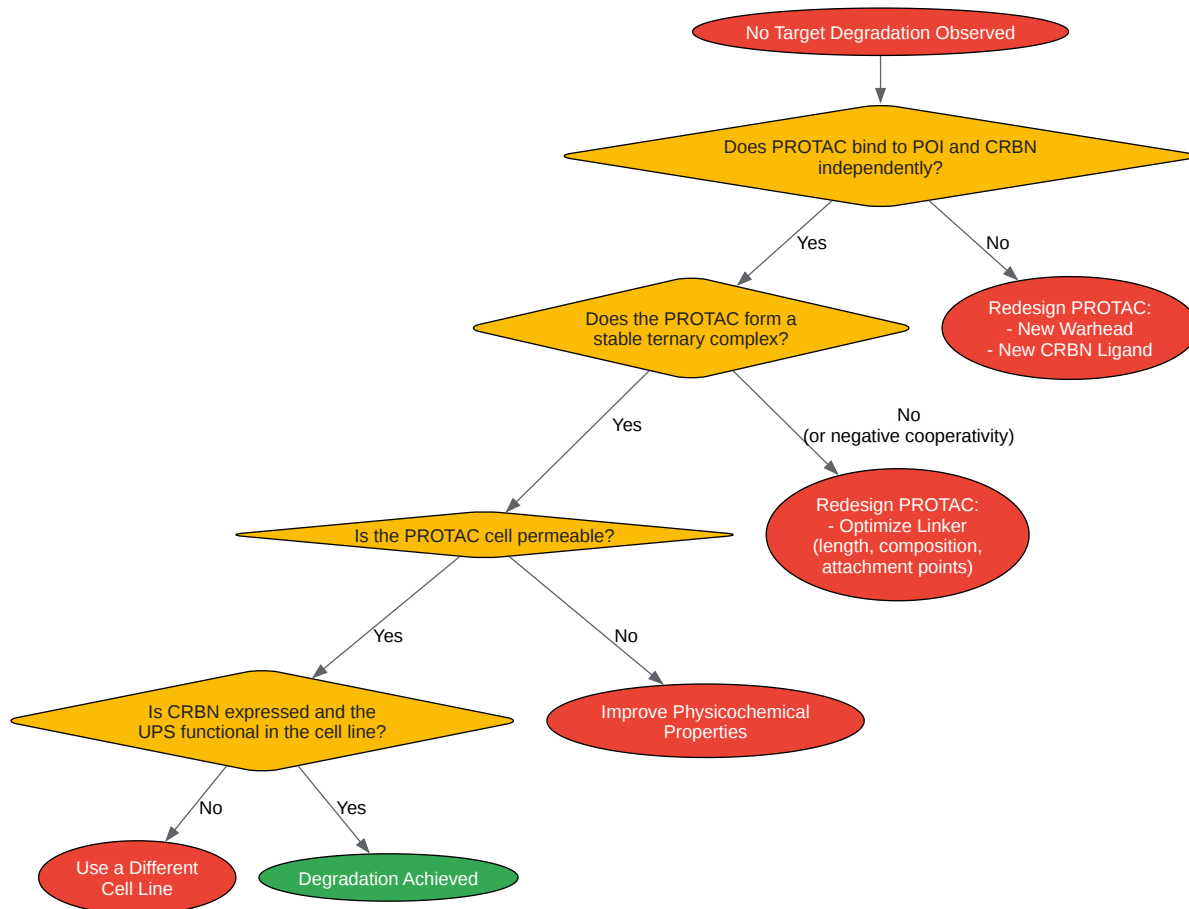 No Target Degradation Observed
Does PROTAC bind to POI and CRBN
independently?
Yes
No
Does the PROTAC form a
stable ternary complex?
Redesign PROTAC:
- New Warhead
- New CRBN Ligand
Yes
No
(or negative cooperativity)
Is the PROTAC cell permeable?
Redesign PROTAC:
- Optimize Linker
(length, composition,
attachment points)
Yes
No
Is CRBN expressed and the
UPS functional in the cell line?
Improve Physicochemical
Properties
No
Yes
Use a Different
Cell Line
Degradation Achieved